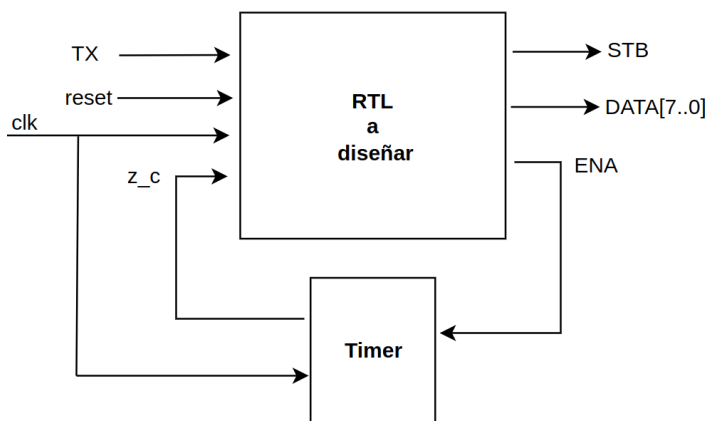 TX
STB
reset
RTL
a
diseñar
DATA[7..0]
clk
z_c
ENA
Timer